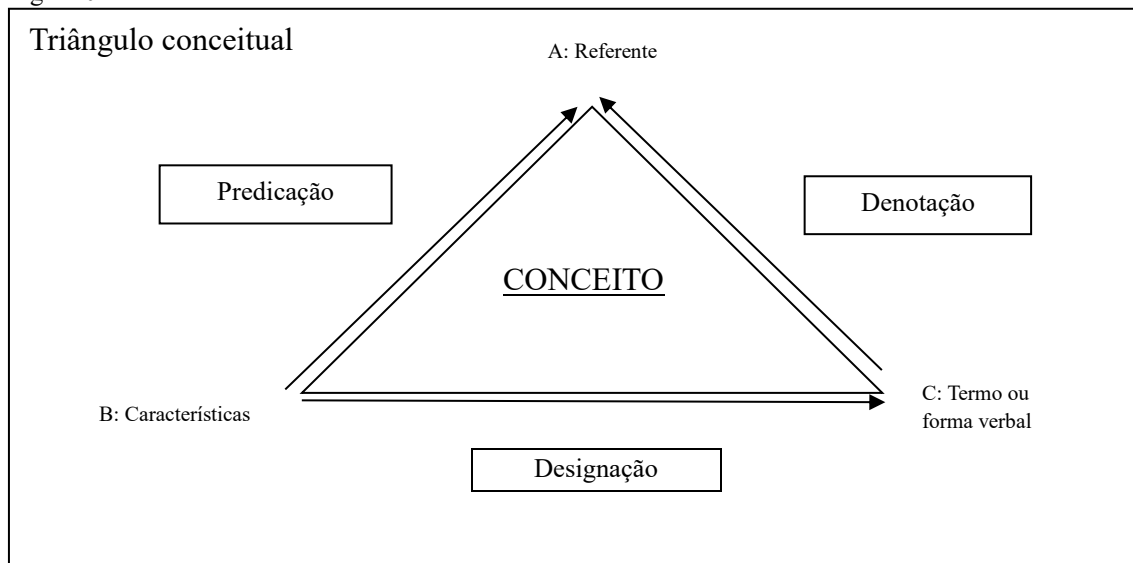 Triângulo conceitual
A: Referente
Predicação
Denotação
CONCEITO
B: Características
C: Termo ou
forma verbal
Designação